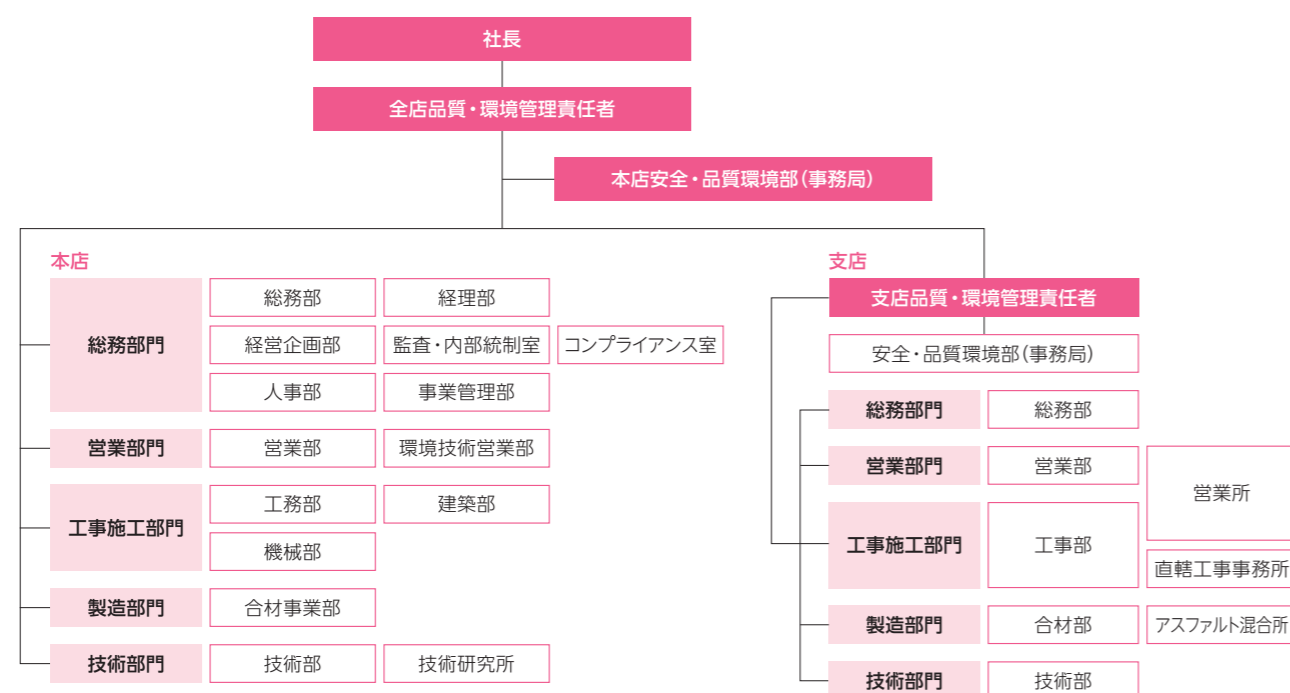 社長
全店品質・環境管理責任者
本店安全・品質環境部(事務局)
本店
総務部門
総務部
経理部
経営企画部
監査・内部統制室
コンプライアンス室
人事部
事業管理部
営業部門
営業部
環境技術営業部
工事施工部門
工務部
建築部
機械部
製造部門
合材事業部
技術部門
技術部
技術研究所
支店
支店品質・環境管理責任者
安全・品質環境部(事務局)
総務部門
総務部
営業部門
営業部
営業所
工事施工部門
工事部
直轄工事事務所
製造部門
合材部
アスファルト混合所
技術部門
技術部